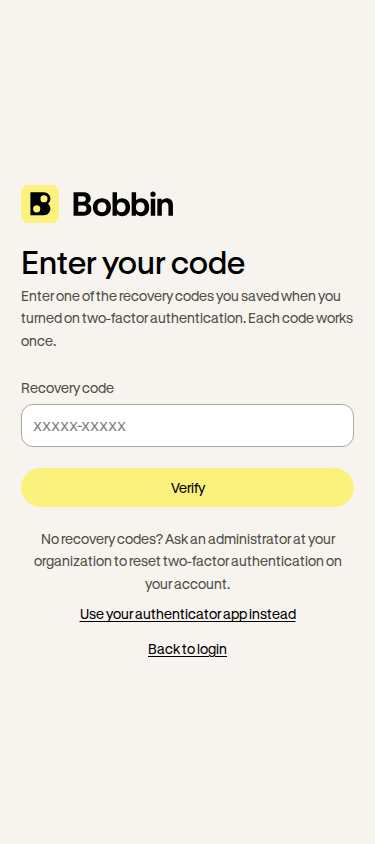 Bobbin
Enter your code
Enter one of the recovery codes you saved when you
turned on two-factor authentication. Each code works
once.
Recovery code
xxxxx-xxxxx
Verify
No recovery codes? Ask an administrator at your
organization to reset two-factor authentication on
your account.
Use your authenticator app instead
Back to login